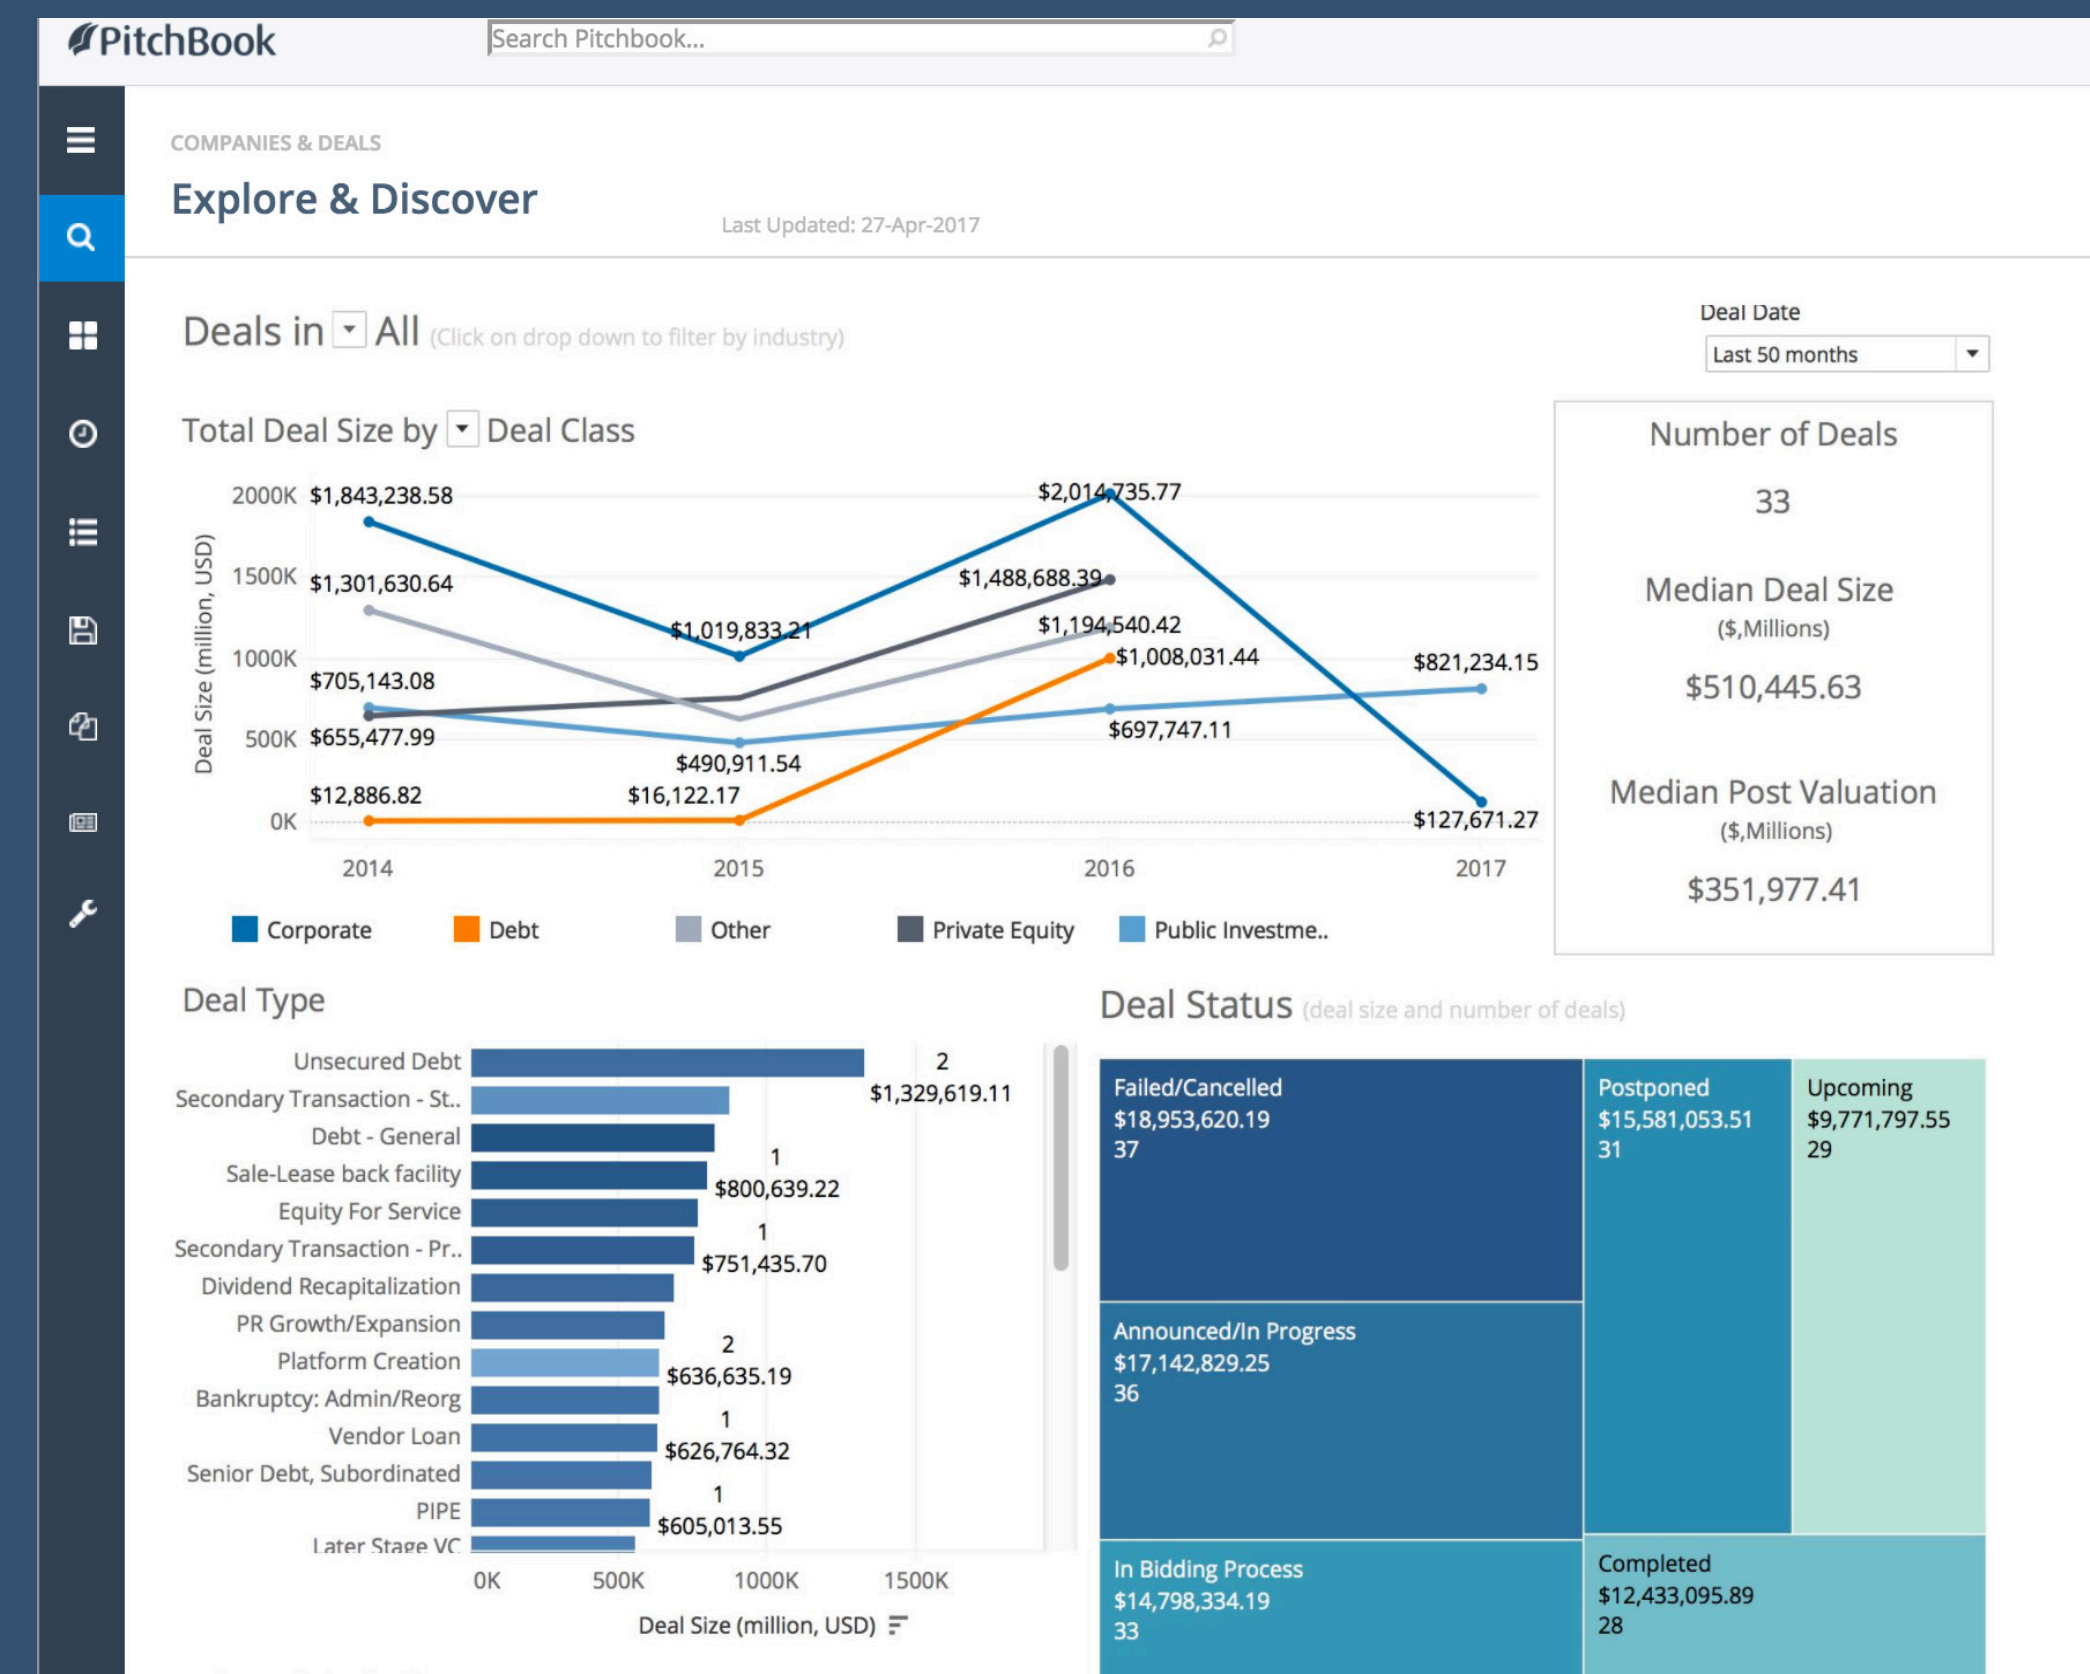 PitchBook
Search Pitchbook...
COMPANIES & DEALS
Explore & Discover
Last Updated: 27-Apr-2017
Deals in All (Click on drop down to filter by industry)
Deal Date
Last 50 months
Total Deal Size by Deal Class
Deal Size (million, USD)
2000K
1500K
1000K
500K
0K
$1,843,238.58
$1,301,630.64
$705,143.08
$655,477.99
$12,886.82
$1,019,833.21
$490,911.54
$16,122.17
$2,014,735.77
$1,488,688.39
$1,194,540.42
$1,008,031.44
$697,747.11
$821,234.15
$127,671.27
2014
2015
2016
2017
Corporate
Debt
Other
Private Equity
Public Investme..
Number of Deals
33
Median Deal Size
($,Millions)
$510,445.63
Median Post Valuation
($,Millions)
$351,977.41
Deal Type
Unsecured Debt
2
$1,329,619.11
Secondary Transaction - St..
Debt - General
Sale-Lease back facility
1
$800,639.22
Equity For Service
Secondary Transaction - Pr..
1
$751,435.70
Dividend Recapitalization
PR Growth/Expansion
Platform Creation
2
$636,635.19
Bankruptcy: Admin/Reorg
Vendor Loan
1
$626,764.32
Senior Debt, Subordinated
PIPE
1
$605,013.55
Later Stage VC
0K
500K
1000K
1500K
Deal Size (million, USD)
Deal Status (deal size and number of deals)
Failed/Cancelled
$18,953,620.19
37
Postponed
$15,581,053.51
31
Upcoming
$9,771,797.55
29
Announced/In Progress
$17,142,829.25
36
In Bidding Process
$14,798,334.19
33
Completed
$12,433,095.89
28